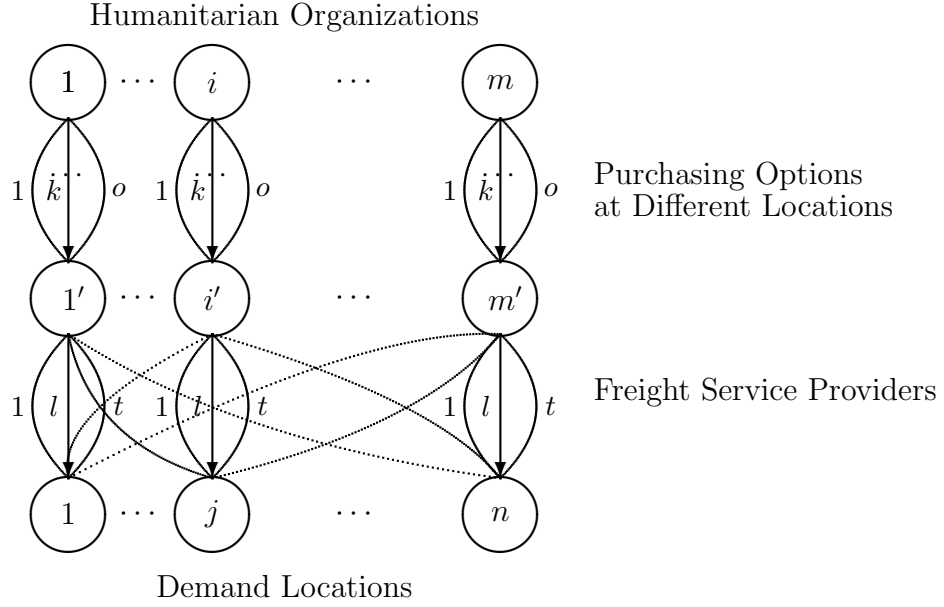 Humanitarian Organizations
1 ··· i ··· m
1 k ··· o 1 k ··· o 1 k ··· o
Purchasing Options
at Different Locations
1′ ··· i′ ··· m′
1 l t 1 l t 1 l t
Freight Service Providers
1 ··· j ··· n
Demand Locations